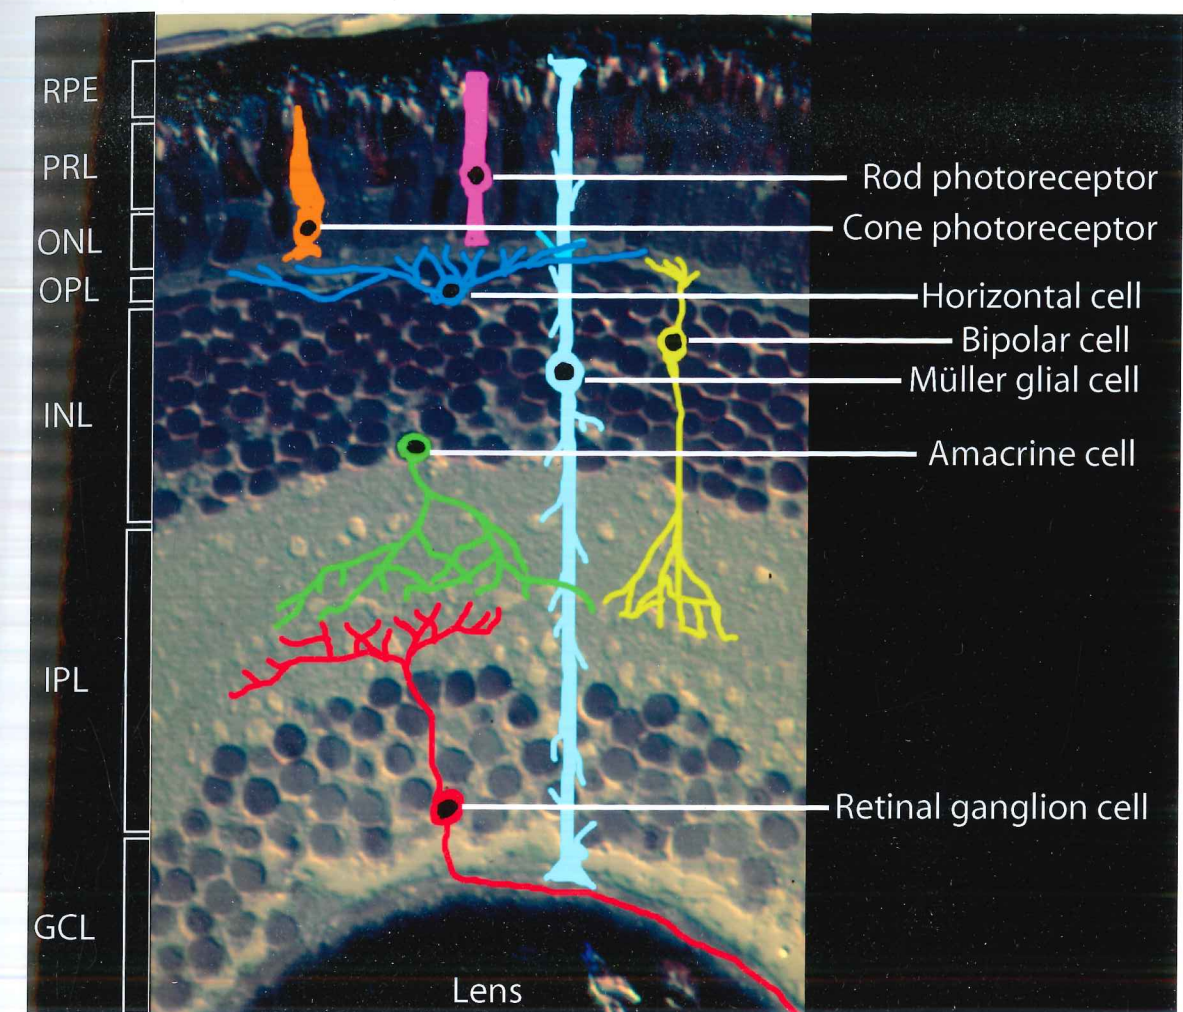 RPE
PRL
ONL
OPL
INL
IPL
GCL
Rod photoreceptor
Cone photoreceptor
Horizontal cell
Bipolar cell
Müller glial cell
Amacrine cell
Retinal ganglion cell
Lens